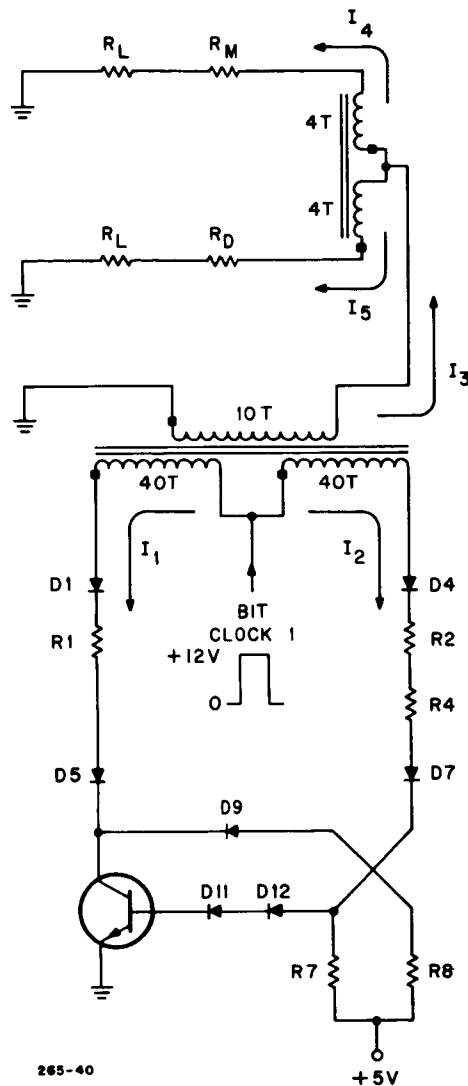 I4
RL
RM
4T
4T
RL
RD
I5
I3
10T
40T
40T
I1
I2
D1
D4
BIT
CLOCK 1
R1
R2
+12V
0
R4
D5
D7
D9
D11
D12
R7
R8
265-40
+5V